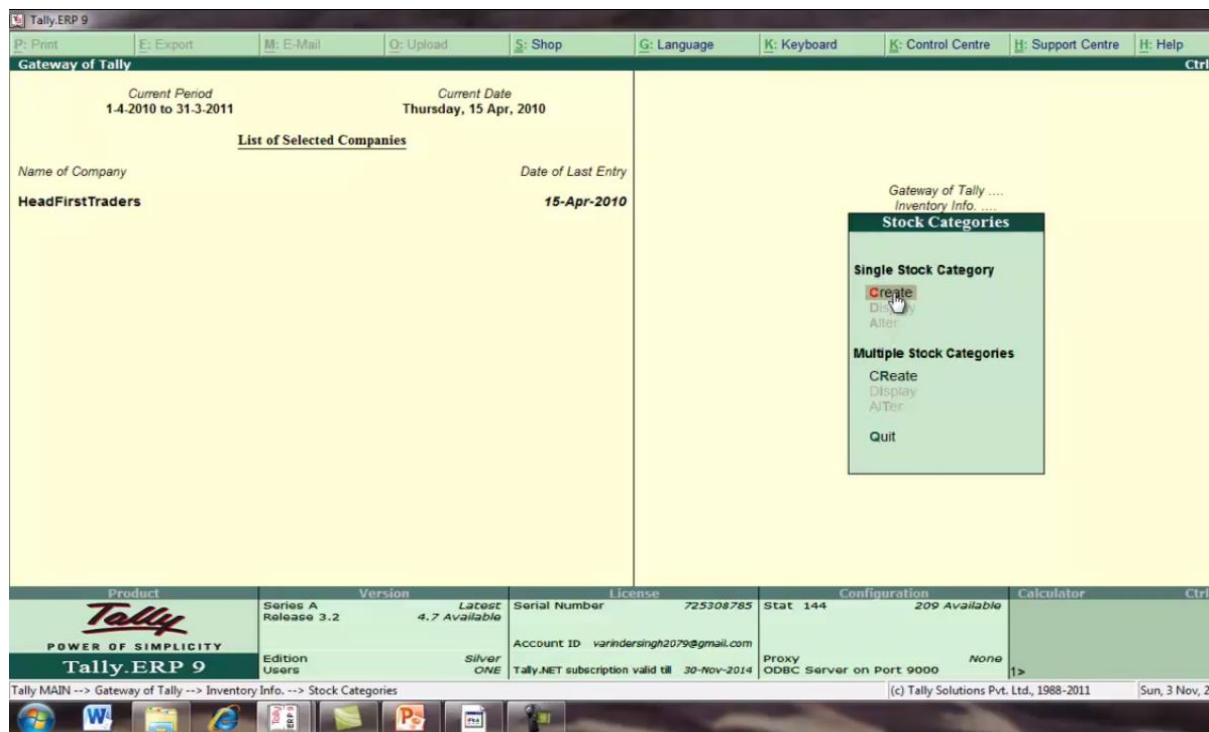 Tally.ERP 9
P: Print E: Export M: E-Mail O: Upload S: Shop G: Language K: Keyboard K: Control Centre H: Support Centre H: Help
Gateway of Tally Ctrl
Current Period Current Date
1-4-2010 to 31-3-2011 Thursday, 15 Apr, 2010
List of Selected Companies
Name of Company Date of Last Entry
HeadFirstTraders 15-Apr-2010
Gateway of Tally ....
Inventory Info. ....
Stock Categories
Single Stock Category
Create
Display
Alter
Multiple Stock Categories
CReate
DIsplay
AlTer
Quit
Product Version License Configuration Calculator Ctrl
Tally
POWER OF SIMPLICITY
Tally.ERP 9
Series A Latest
Release 3.2 4.7 Available
Edition Silver
Users ONE
Serial Number 725308785
Account ID varindersingh2079@gmail.com
Tally.NET subscription valid till 30-Nov-2014
Stat 144 209 Available
Proxy None
ODBC Server on Port 9000
1>
Tally MAIN --> Gateway of Tally --> Inventory Info. --> Stock Categories (c) Tally Solutions Pvt. Ltd., 1988-2011 Sun, 3 Nov, 2